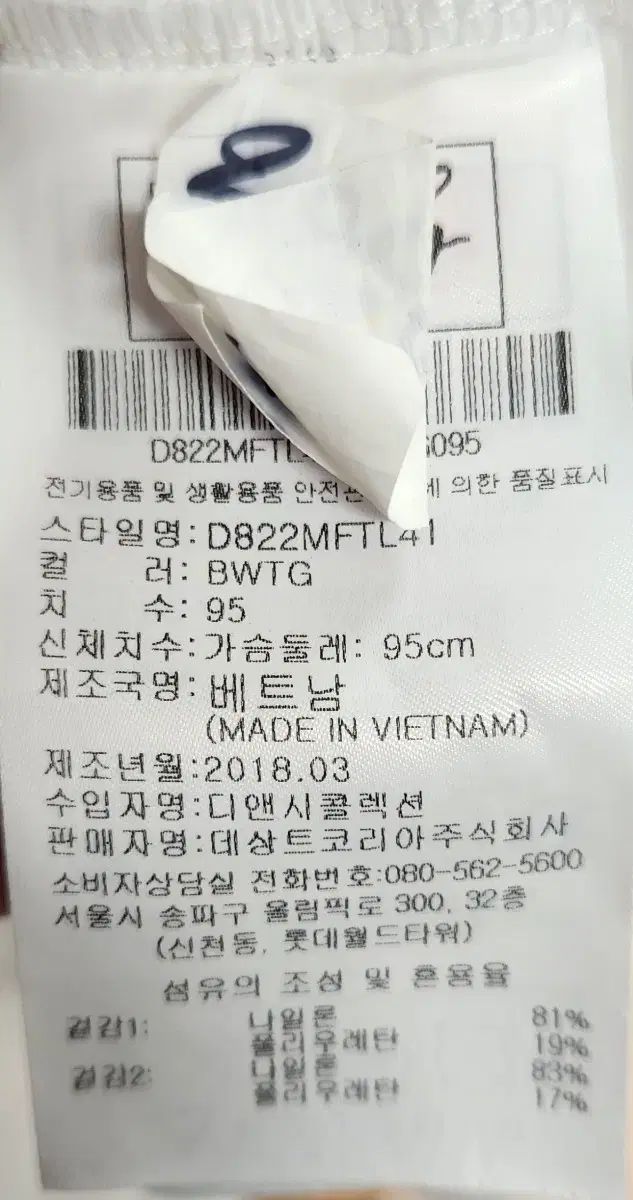 D822MFTL S095
전기용품 및 생활용품 안전관 에 의한 품질표시
스타일명: D822MFTL41
컬 러: BWTG
치 수: 95
신체치수: 가슴둘레: 95cm
제조국명: 베트남
(MADE IN VIETNAM)
제조년월: 2018.03
수입자명: 디앤시콜렉션
판매자명: 데상트코리아주식회사
소비자상담실 전화번호: 080-562-5600
서울시 송파구 올림픽로 300, 32층
(신천동, 롯데월드타워)
섬유의 조성 및 혼용율
겉감1: 나일론 81%
폴리우레탄 19%
겉감2: 나일론 83%
폴리우레탄 17%